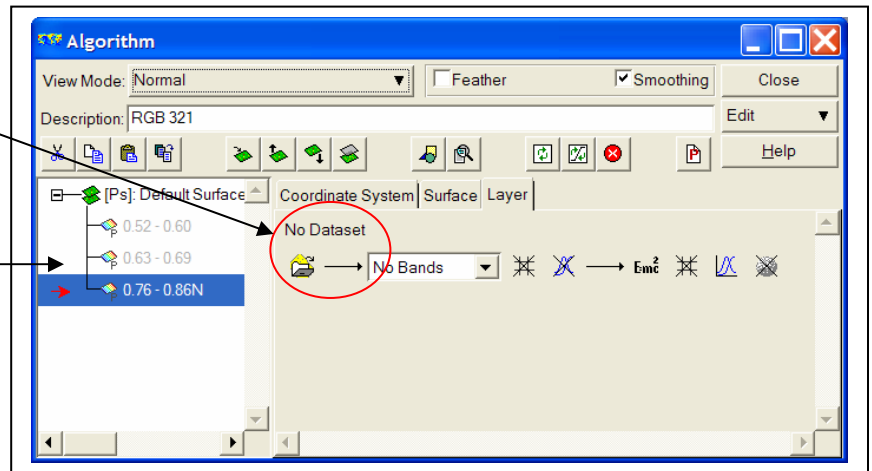 Algorithm
View Mode: Normal Feather Smoothing Close
Description: RGB 321 Edit
Help
[Ps]: Default Surface Coordinate System Surface Layer
0.52 - 0.60 No Dataset
0.63 - 0.69 No Bands Emc²
0.76 - 0.86N